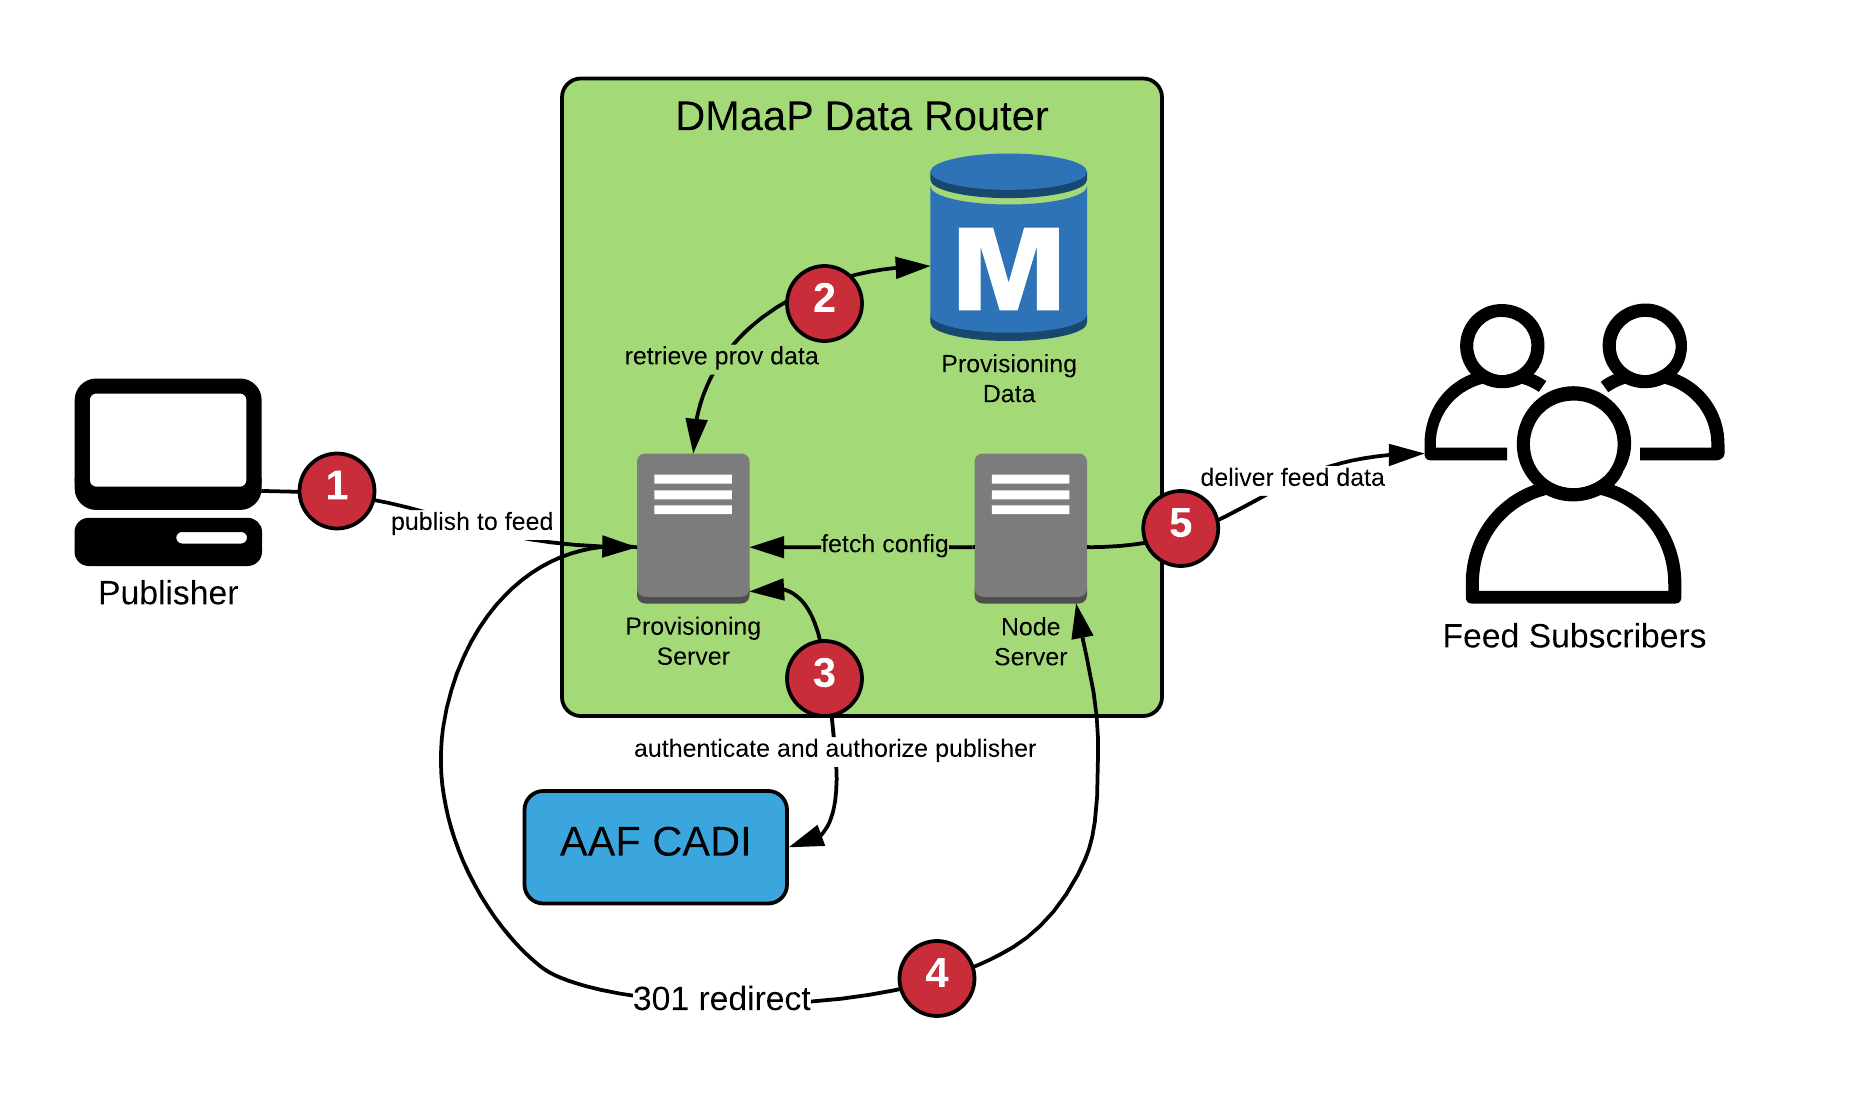 DMaaP Data Router
M
2
retrieve prov data
Provisioning
Data
1
publish to feed
Publisher
fetch config
5
deliver feed data
Feed Subscribers
Provisioning
Server
Node
Server
3
authenticate and authorize publisher
AAF CADI
4
301 redirect